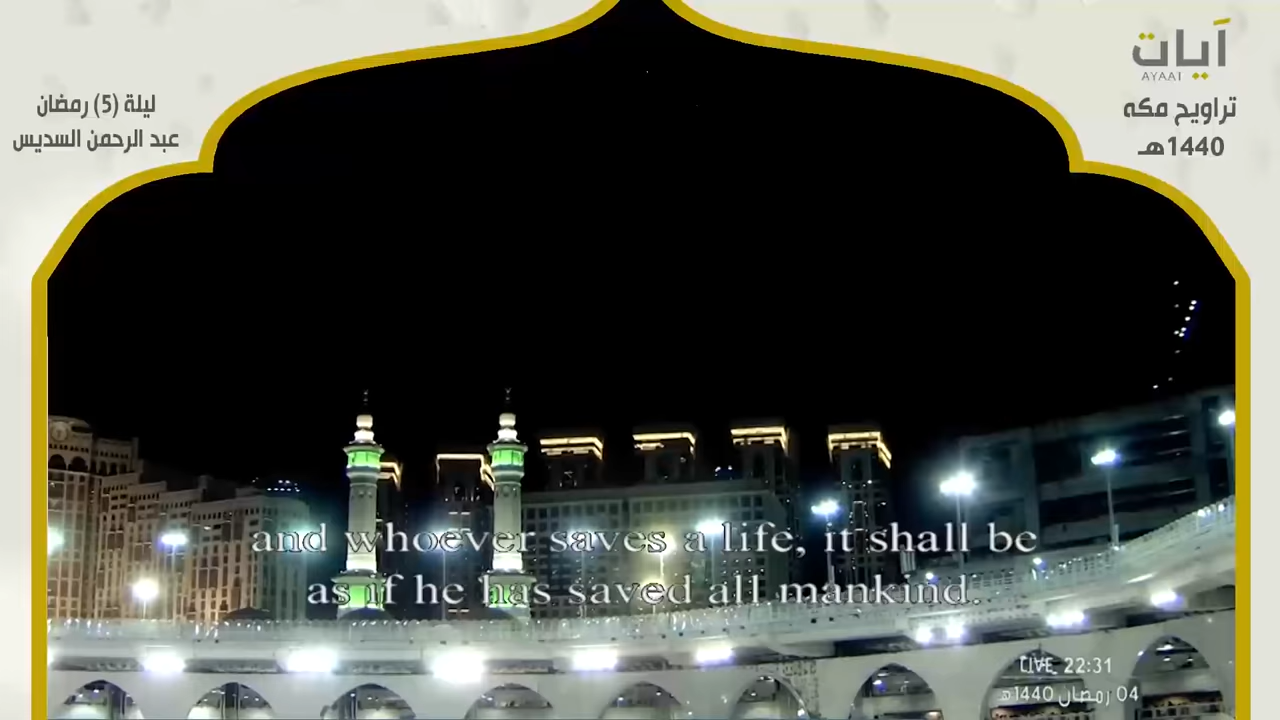 آيات
AYAAT
تراويح مكه
1440هـ
ليلة (5) رمضان
عبد الرحمن السديس
and whoever saves a life, it shall be
as if he has saved all mankind.
LIVE 22:31
04 رمضان 1440هـ